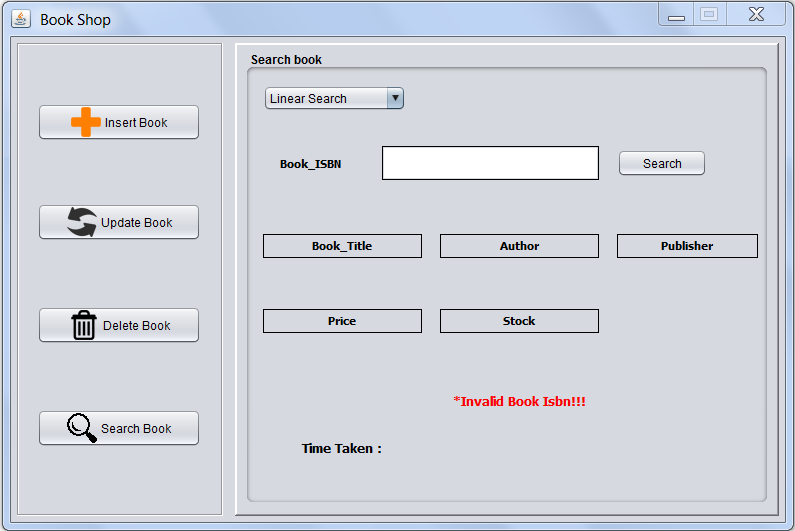 Book Shop
Insert Book
Update Book
Delete Book
Search Book
Search book
Linear Search
Book_ISBN
Search
Book_Title Author Publisher
Price Stock
*Invalid Book Isbn!!!
Time Taken :